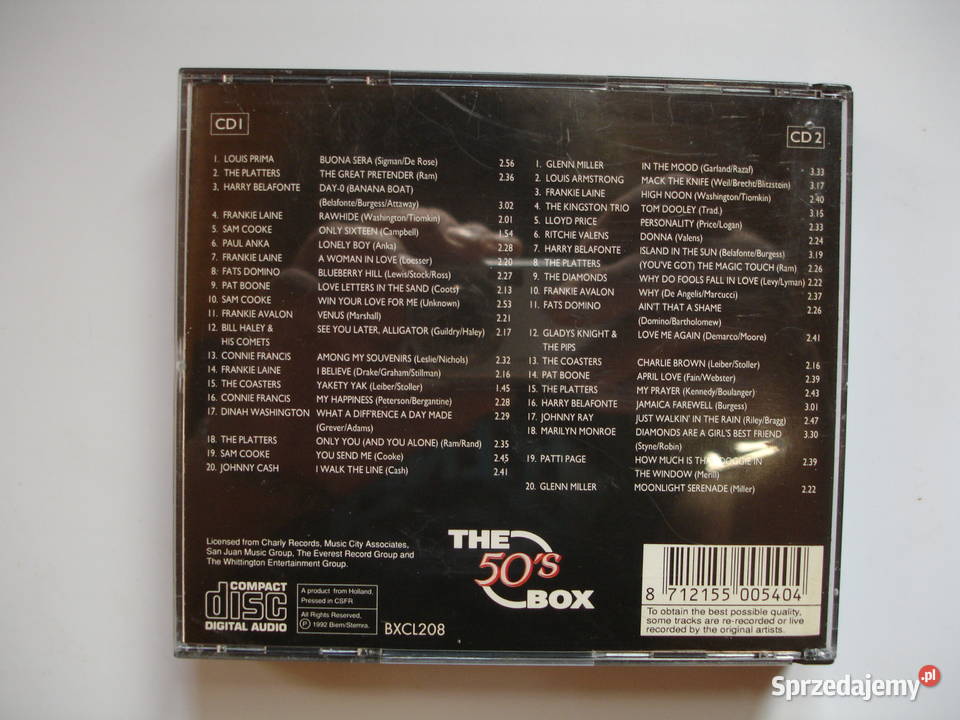 CD1
1. LOUIS PRIMA BUONA SERA (Sigman/De Rose) 2.56
2. THE PLATTERS THE GREAT PRETENDER (Ram) 2.36
3. HARRY BELAFONTE DAY-0 (BANANA BOAT)
(Belafonte/Burgess/Attaway) 3.02
4. FRANKIE LAINE RAWHIDE (Washington/Tiomkin) 2.01
5. SAM COOKE ONLY SIXTEEN (Campbell) 1.54
6. PAUL ANKA LONELY BOY (Anka) 2.28
7. FRANKIE LAINE A WOMAN IN LOVE (Loesser) 2.20
8. FATS DOMINO BLUEBERRY HILL (Lewis/Stock/Ross) 2.27
9. PAT BOONE LOVE LETTERS IN THE SAND (Coots) 2.13
10. SAM COOKE WIN YOUR LOVE FOR ME (Unknown) 2.53
11. FRANKIE AVALON VENUS (Marshall) 2.21
12. BILL HALEY & SEE YOU LATER, ALLIGATOR (Guildry/Haley) 2.17
HIS COMETS
13. CONNIE FRANCIS AMONG MY SOUVENIRS (Leslie/Nichols) 2.32
14. FRANKIE LAINE I BELIEVE (Drake/Graham/Stillman) 2.16
15. THE COASTERS YAKETY YAK (Leiber/Stoller) 1.45
16. CONNIE FRANCIS MY HAPPINESS (Peterson/Bergantine) 2.28
17. DINAH WASHINGTON WHAT A DIFFRENCE A DAY MADE 2.29
(Grever/Adams)
18. THE PLATTERS ONLY YOU (AND YOU ALONE) (Ram/Rand) 2.35
19. SAM COOKE YOU SEND ME (Cooke) 2.45
20. JOHNNY CASH I WALK THE LINE (Cash) 2.41
CD 2
1. GLENN MILLER IN THE MOOD (Garland/Razaf) 3.33
2. LOUIS ARMSTRONG MACK THE KNIFE (Weil/Brecht/Blitzstein) 3.17
3. FRANKIE LAINE HIGH NOON (Washington/Tiomkin) 2.40
4. THE KINGSTON TRIO TOM DOOLEY (Trad.) 3.15
5. LLOYD PRICE PERSONALITY (Price/Logan) 2.33
6. RITCHIE VALENS DONNA (Valens) 2.24
7. HARRY BELAFONTE ISLAND IN THE SUN (Belafonte/Burgess) 3.19
8. THE PLATTERS (YOU'VE GOT) THE MAGIC TOUCH (Ram) 2.26
9. THE DIAMONDS WHY DO FOOLS FALL IN LOVE (Levy/Lyman) 2.22
10. FRANKIE AVALON WHY (De Angelis/Marcucci) 2.37
11. FATS DOMINO AIN'T THAT A SHAME 2.26
(Domino/Bartholomew)
12. GLADYS KNIGHT & LOVE ME AGAIN (Demarco/Moore) 2.41
THE PIPS
13. THE COASTERS CHARLIE BROWN (Leiber/Stoller) 2.16
14. PAT BOONE APRIL LOVE (Fain/Webster) 2.39
15. THE PLATTERS MY PRAYER (Kennedy/Boulanger) 2.43
16. HARRY BELAFONTE JAMAICA FAREWELL (Burgess) 3.01
17. JOHNNY RAY JUST WALKIN' IN THE RAIN (Riley/Bragg) 2.47
18. MARILYN MONROE DIAMONDS ARE A GIRL'S BEST FRIEND 3.30
(Styne/Robin)
19. PATTI PAGE HOW MUCH IS THAT DOGGIE IN 2.39
THE WINDOW (Merill)
20. GLENN MILLER MOONLIGHT SERENADE (Miller) 2.22
Licensed from Charly Records, Music City Associates,
San Juan Music Group, The Everest Record Group and
The Whittington Entertainment Group.
COMPACT
disc
DIGITAL AUDIO
A product from Holland.
Pressed in CSFR
All Rights Reserved,
Ⓟ 1992 Biem/Stemra.
BXCL208
THE
50's
BOX
8 712155 005404
To obtain the best possible quality,
some tracks are re-recorded or live
recorded by the original artists.
Sprzedajemy.pl